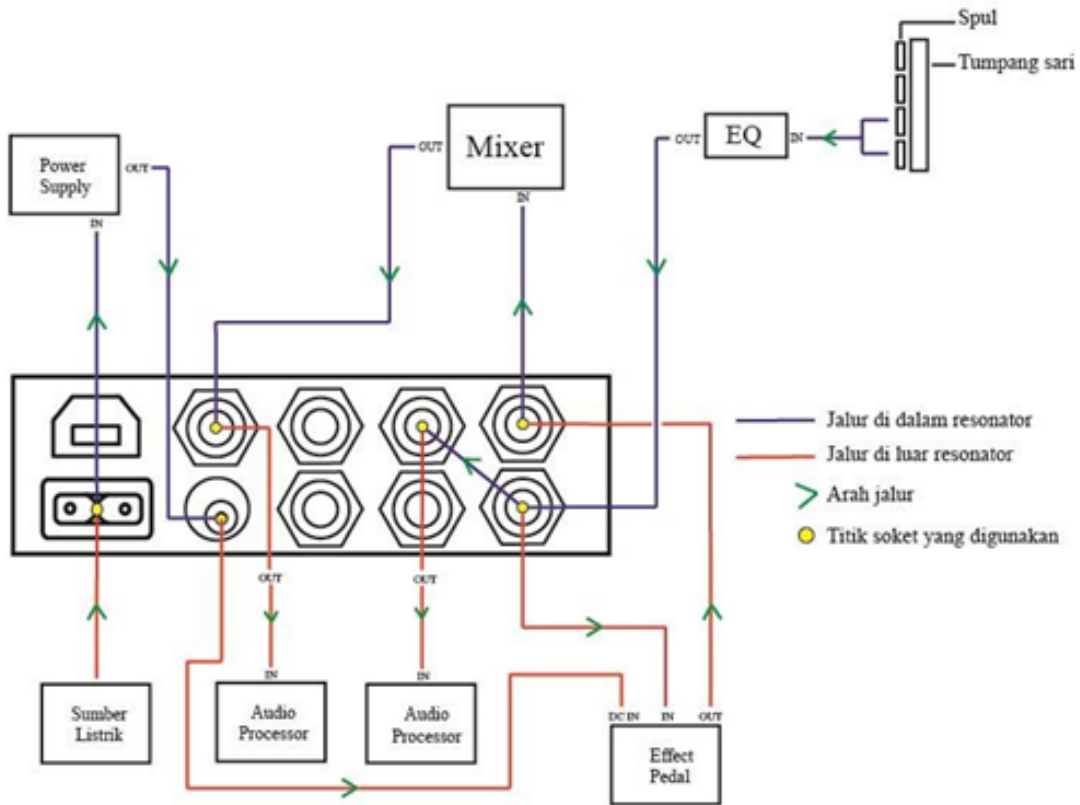 Spul
Tumpang sari
OUT
EQ
IN
OUT
Mixer
IN
Power
Supply
OUT
IN
Jalur di dalam resonator
Jalur di luar resonator
Arah jalur
Titik soket yang digunakan
OUT
OUT
IN
IN
Sumber
Listrik
Audio
Processor
Audio
Processor
DC IN
IN
OUT
Effect
Pedal